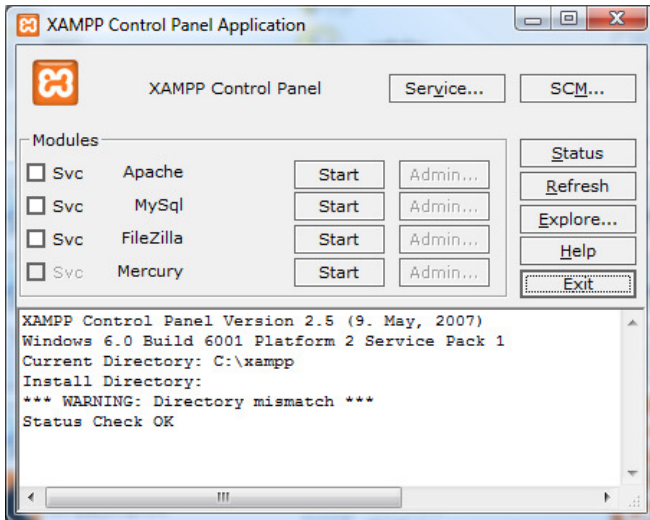 XAMPP Control Panel Application
XAMPP Control Panel
Service...
SCM...
Modules
Svc Apache Start Admin...
Svc MySql Start Admin...
Svc FileZilla Start Admin...
Svc Mercury Start Admin...
Status
Refresh
Explore...
Help
Exit
XAMPP Control Panel Version 2.5 (9. May, 2007)
Windows 6.0 Build 6001 Platform 2 Service Pack 1
Current Directory: C:\xampp
Install Directory:
*** WARNING: Directory mismatch ***
Status Check OK